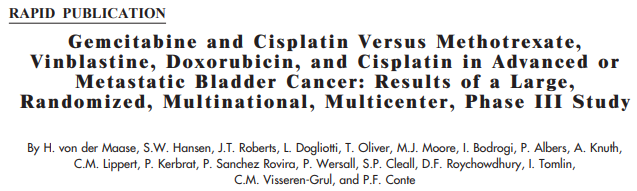 RAPID PUBLICATION
Gemcitabine and Cisplatin Versus Methotrexate,
Vinblastine, Doxorubicin, and Cisplatin in Advanced or
Metastatic Bladder Cancer: Results of a Large,
Randomized, Multinational, Multicenter, Phase III Study
By H. von der Maase, S.W. Hansen, J.T. Roberts, L. Dogliotti, T. Oliver, M.J. Moore, I. Bodrogi, P. Albers, A. Knuth,
C.M. Lippert, P. Kerbrat, P. Sanchez Rovira, P. Wersall, S.P. Cleall, D.F. Roychowdhury, I. Tomlin,
C.M. Visseren-Grul, and P.F. Conte